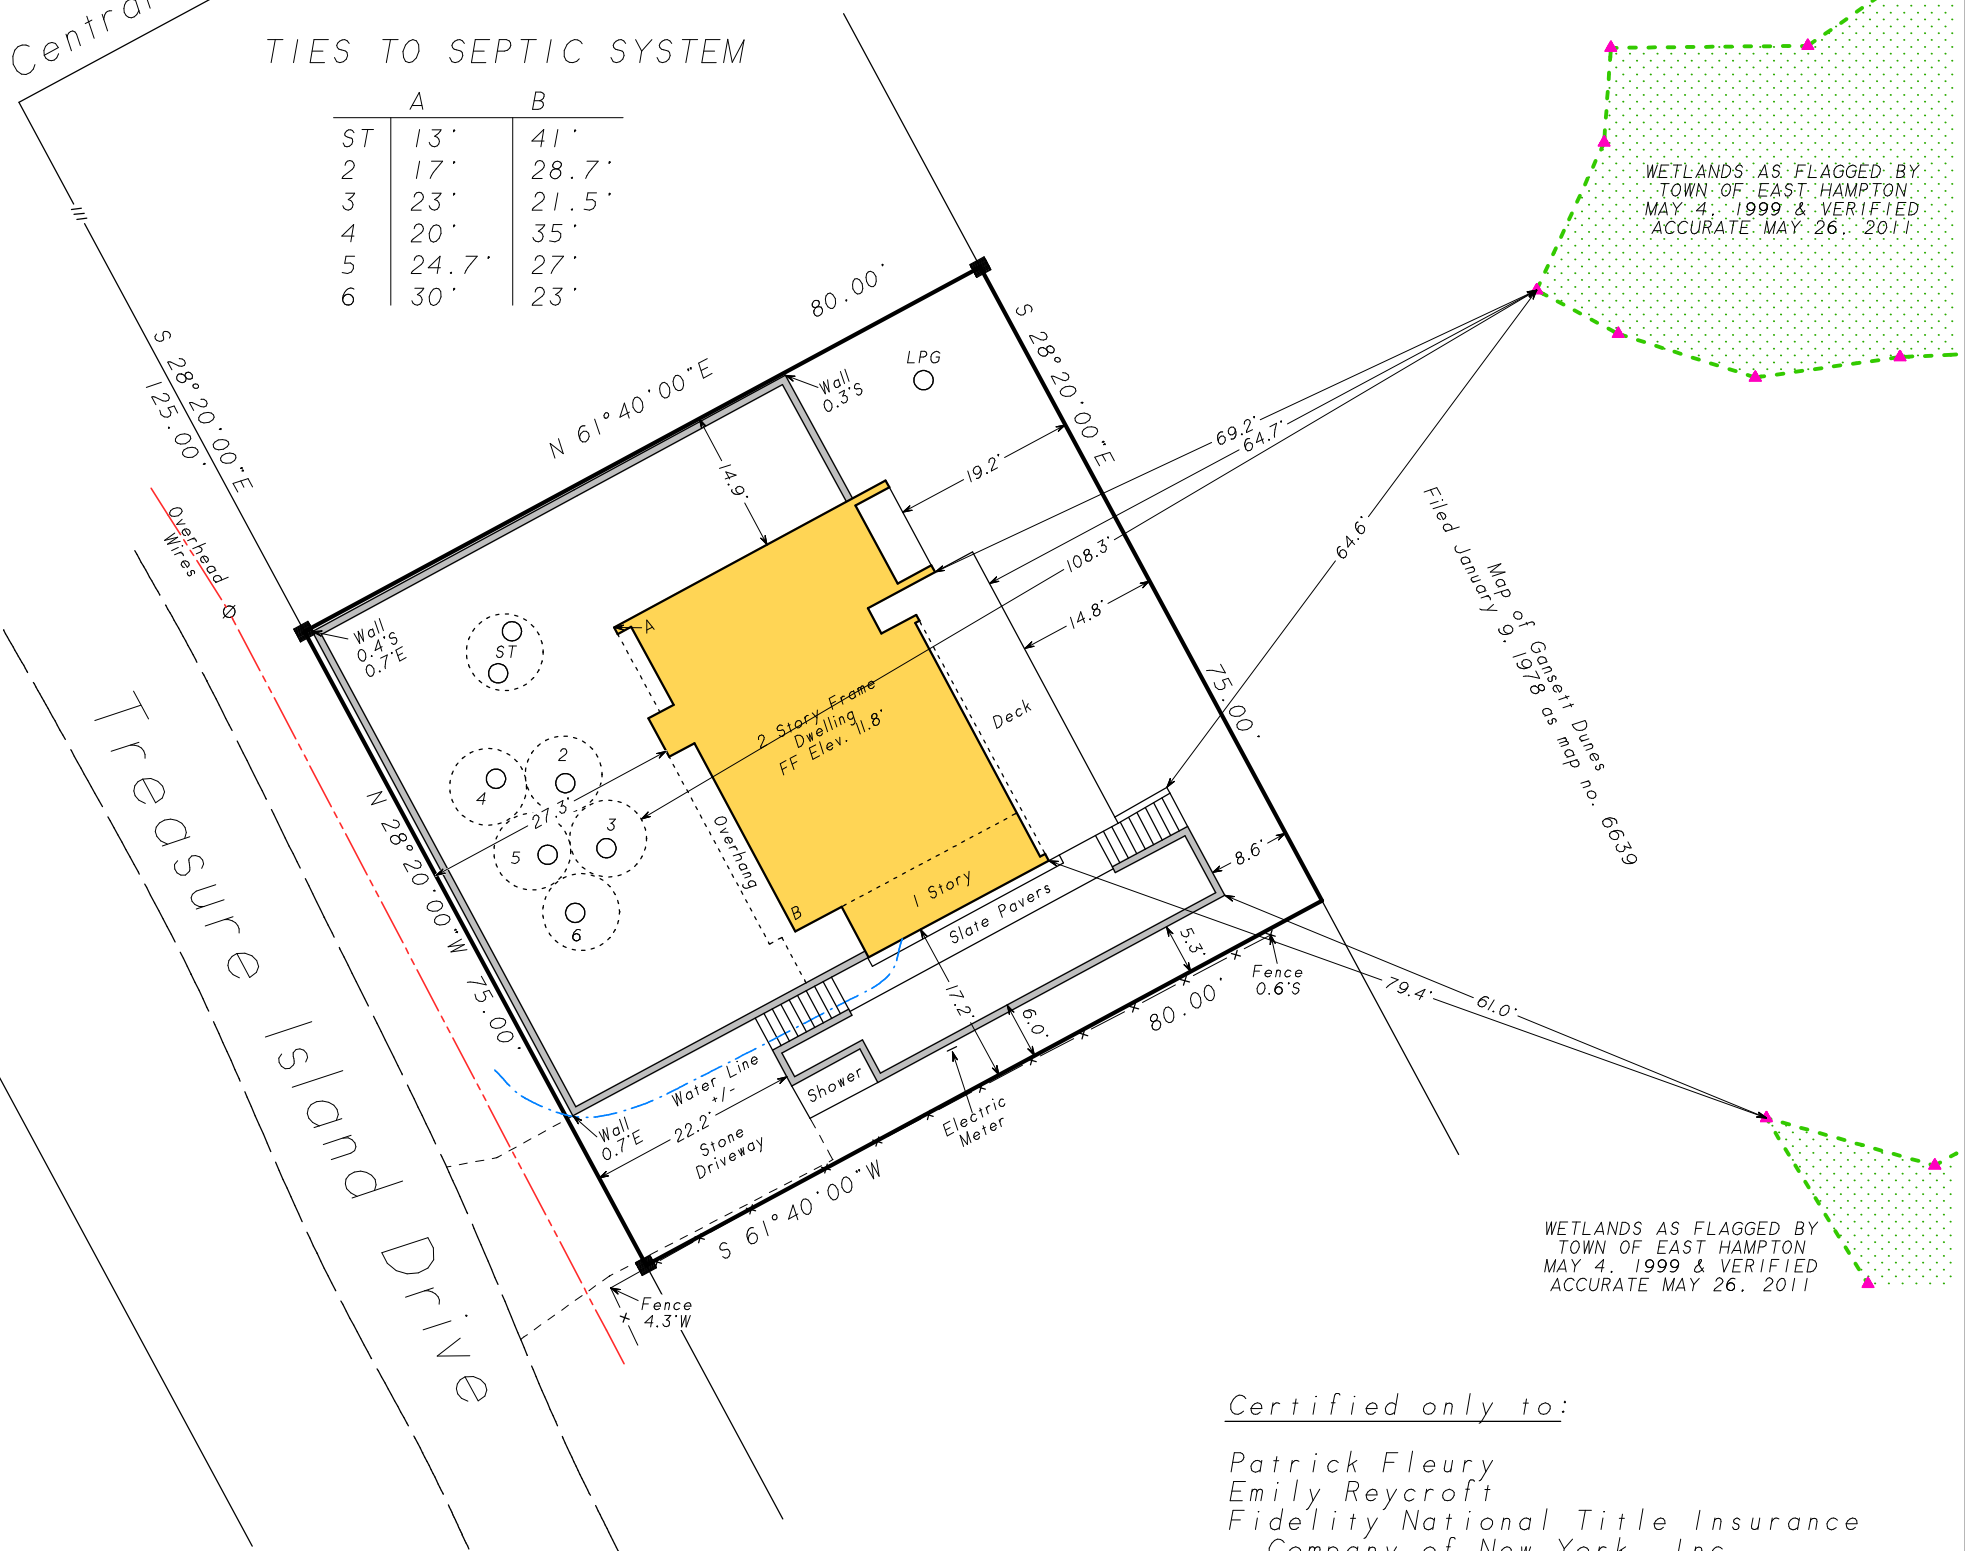 Central
TIES TO SEPTIC SYSTEM
A B
ST 13' 41'
2 17' 28.7'
3 23' 21.5'
4 20' 35'
5 24.7' 27'
6 30' 23'
WETLANDS AS FLAGGED BY
TOWN OF EAST HAMPTON
MAY 4, 1999 & VERIFIED
ACCURATE MAY 26, 2011
S 28°20'00"E
125.00'
N 61°40'00"E
80.00'
S 28°20'00"E
75.00'
LPG
Wall
0.3'S
14.9'
19.2'
69.2'
64.7'
108.3'
64.6'
14.8'
Overhead
Wires
Wall
0.4'S
0.7'E
ST
A
2 Story Frame
Dwelling
FF Elev. 11.8'
Deck
Map of Gansett Dunes
Filed January 9, 1978 as map no. 6639
2
4
27.3'
3
5
6
Overhang
B
1 Story
Slate Pavers
8.6'
N 28°20'00"W
75.00'
Treasure Island Drive
5.3'
Fence
0.6'S
80.00'
79.4'
61.0'
17.2'
6.0'
Water Line
+/-
22.2'
Shower
Wall
0.7'E
Stone
Driveway
Electric
Meter
S 61°40'00"W
Fence
4.3'W
WETLANDS AS FLAGGED BY
TOWN OF EAST HAMPTON
MAY 4, 1999 & VERIFIED
ACCURATE MAY 26, 2011
Certified only to:
Patrick Fleury
Emily Reycroft
Fidelity National Title Insurance
Company of New York, Inc.